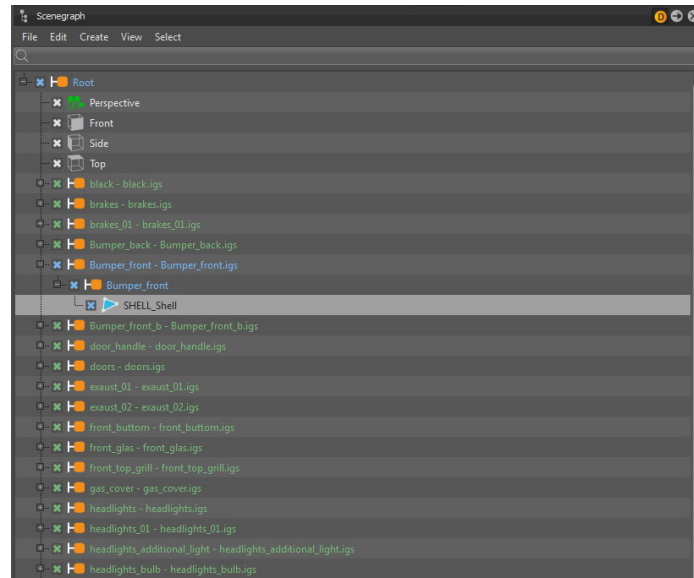 Scenegraph
D
File Edit Create View Select
Root
Perspective
Front
Side
Top
black - black.igs
brakes - brakes.igs
brakes_01 - brakes_01.igs
Bumper_back - Bumper_back.igs
Bumper_front - Bumper_front.igs
Bumper_front
SHELL_Shell
Bumper_front_b - Bumper_front_b.igs
door_handle - door_handle.igs
doors - doors.igs
exaust_01 - exaust_01.igs
exaust_02 - exaust_02.igs
front_buttom - front_buttom.igs
front_glas - front_glas.igs
front_top_grill - front_top_grill.igs
gas_cover - gas_cover.igs
headlights - headlights.igs
headlights_01 - headlights_01.igs
headlights_additional_light - headlights_additional_light.igs
headlights_bulb - headlights_bulb.igs